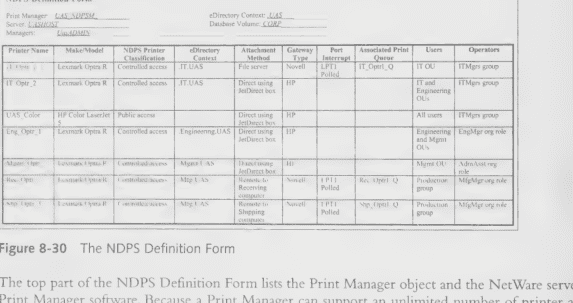 Print Manager: UAS_NDPSM eDirectory Context: .UAS
Server: UASHOST Database Volume: CORP
Managers: UasADMIN
Printer Name Make/Model NDPS Printer Classification eDirectory Context Attachment Method Gateway Type Port Interrupt Associated Print Queue Users Operators
Lexmark Optra R Controlled access .IT.UAS File server Novell LPT1 Polled IT_Optr1_Q IT OU ITMgrs group
IT_Optr_2 Lexmark Optra R Controlled access .IT.UAS Direct using JetDirect box HP IT and Engineering OUs ITMgrs group
UAS_Color HP Color LaserJet 5 Public access Direct using JetDirect box HP All users ITMgrs group
Eng_Optr_1 Lexmark Optra R Controlled access .Engineering.UAS Direct using JetDirect box HP Engineering and Mgmt OUs EngMgr org role
Lexmark Optra R Controlled access .Mgmt.UAS Direct using JetDirect box HP Mgmt OU org role
Lexmark Optra R Controlled access .Mfg.UAS Remote to Receiving computer Novell LPT1 Polled Production group MfgMgr org role
Lexmark Optra R Controlled access .Mfg.UAS Remote to Shipping computer Novell LPT1 Polled Production group MfgMgr org role
Figure 8-30 The NDPS Definition Form
The top part of the NDPS Definition Form lists the Print Manager object and the NetWare serve
Print Manager software. Because a Print Manager can support an unlimited number of printer a